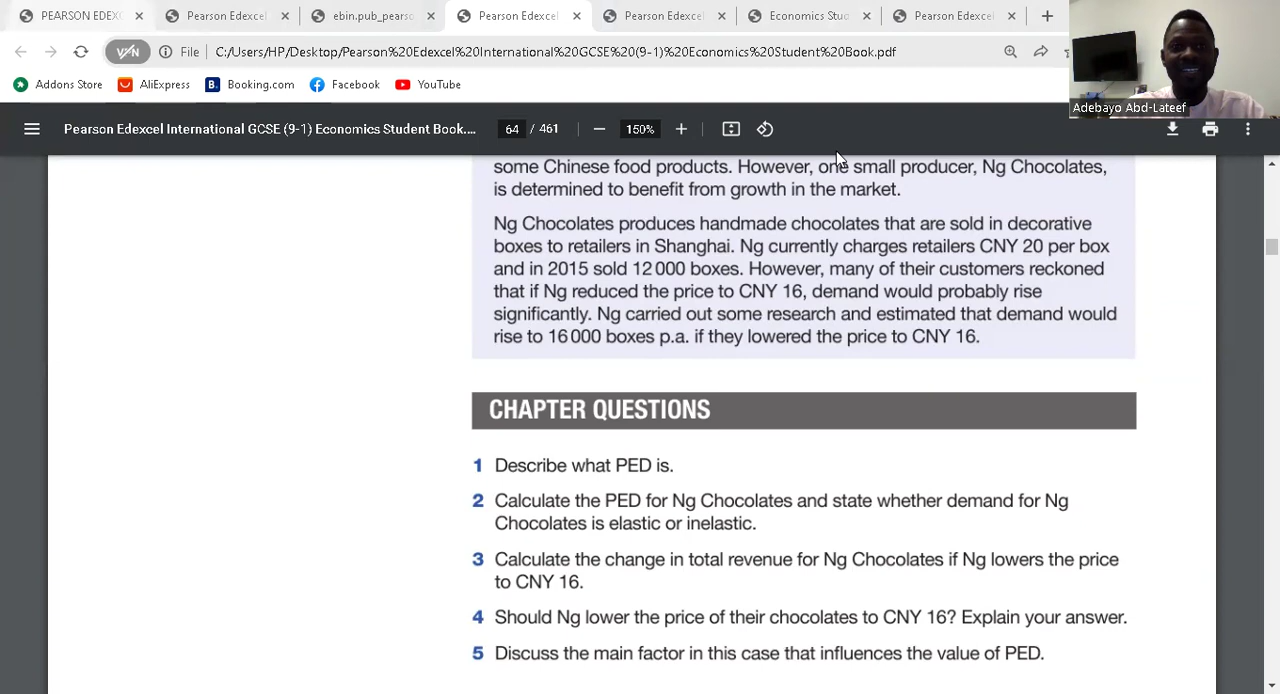 PEARSON EDEXC
Pearson Edexcel
ebin.pub_pearso
Pearson Edexcel
Pearson Edexcel
Economics Stud
Pearson Edexcel
File
C:/Users/HP/Desktop/Pearson%20Edexcel%20International%20GCSE%20(9-1)%20Economics%20Student%20Book.pdf
Addons Store
AliExpress
B.
Booking.com
Facebook
YouTube
Adebayo Abd-Lateef
Pearson Edexcel International GCSE (9-1) Economics Student Book....
64 / 461
150%
some Chinese food products. However, one small producer, Ng Chocolates,
is determined to benefit from growth in the market.
Ng Chocolates produces handmade chocolates that are sold in decorative
boxes to retailers in Shanghai. Ng currently charges retailers CNY 20 per box
and in 2015 sold 12 000 boxes. However, many of their customers reckoned
that if Ng reduced the price to CNY 16, demand would probably rise
significantly. Ng carried out some research and estimated that demand would
rise to 16 000 boxes p.a. if they lowered the price to CNY 16.
CHAPTER QUESTIONS
1 Describe what PED is.
2 Calculate the PED for Ng Chocolates and state whether demand for Ng
Chocolates is elastic or inelastic.
3 Calculate the change in total revenue for Ng Chocolates if Ng lowers the price
to CNY 16.
4 Should Ng lower the price of their chocolates to CNY 16? Explain your answer.
5 Discuss the main factor in this case that influences the value of PED.